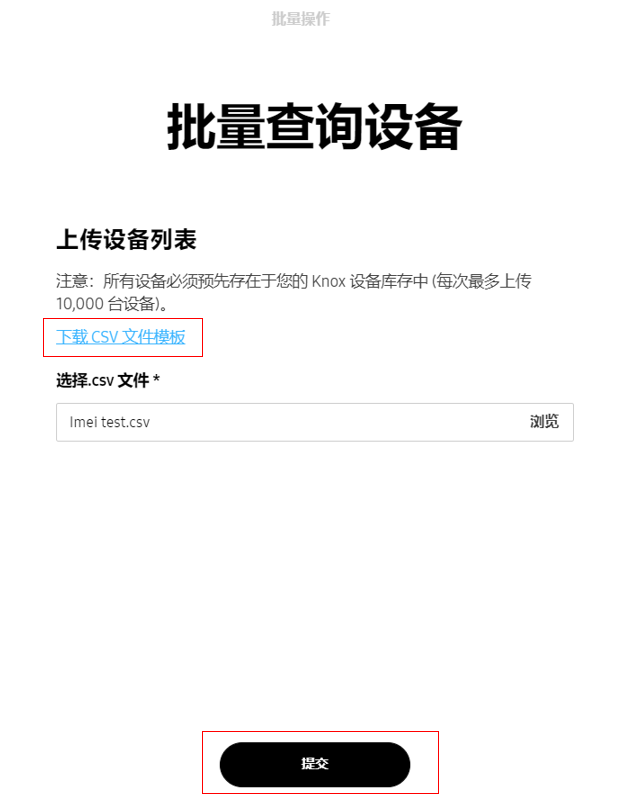 批量操作
批量查询设备
上传设备列表
注意：所有设备必须预先存在于您的 Knox 设备库存中 (每次最多上传
10,000 台设备)。
下载 CSV 文件模板
选择.csv 文件 *
Imei test.csv 浏览
提交